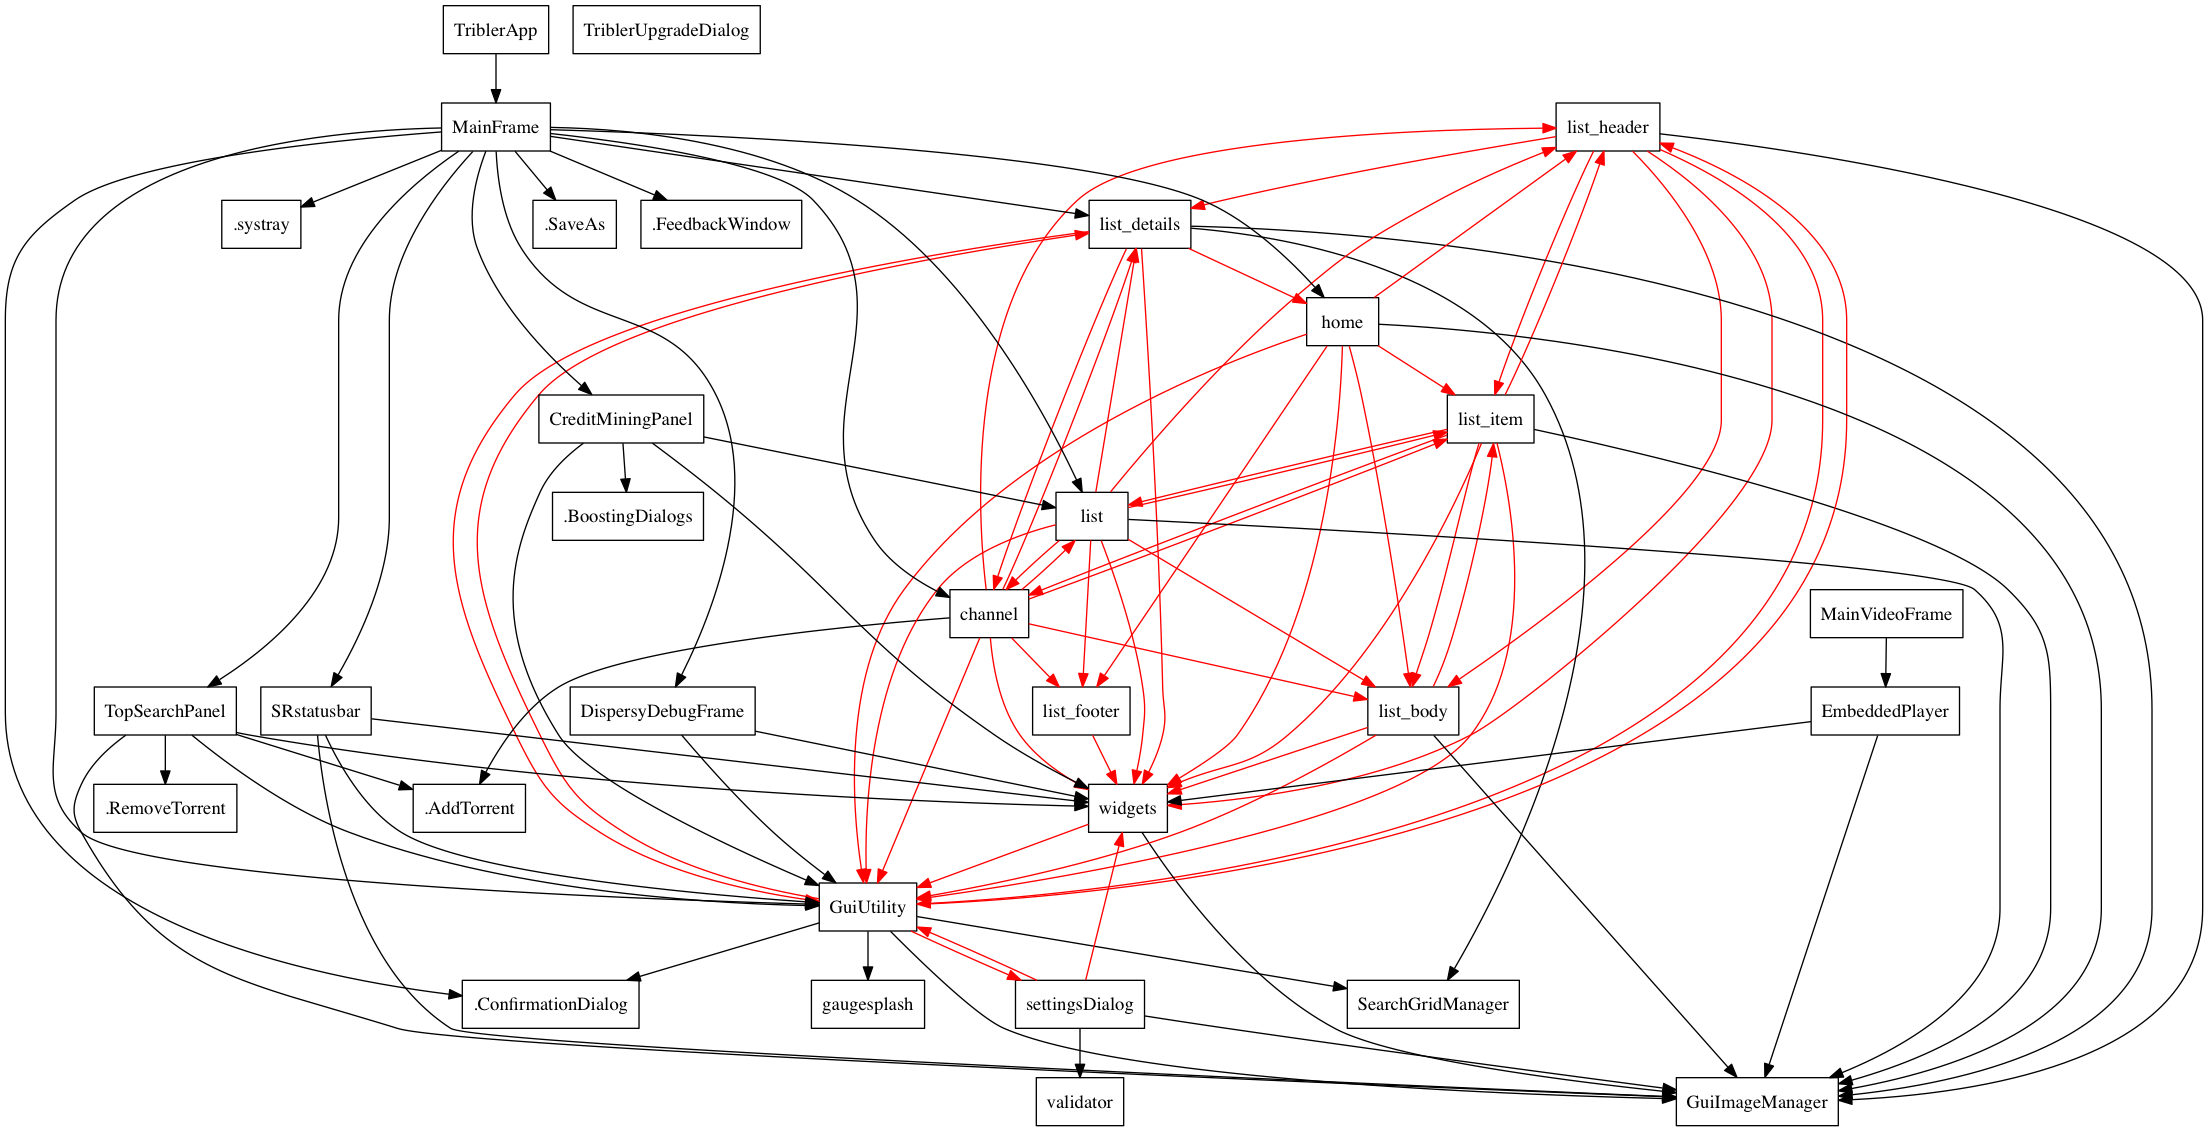 TriblerApp
TriblerUpgradeDialog
MainFrame
list_header
.systray
.SaveAs
.FeedbackWindow
list_details
home
CreditMiningPanel
list_item
.BoostingDialogs
list
channel
MainVideoFrame
TopSearchPanel
SRstatusbar
DispersyDebugFrame
list_footer
list_body
EmbeddedPlayer
.RemoveTorrent
.AddTorrent
widgets
GuiUtility
.ConfirmationDialog
gaugesplash
settingsDialog
SearchGridManager
validator
GuiImageManager